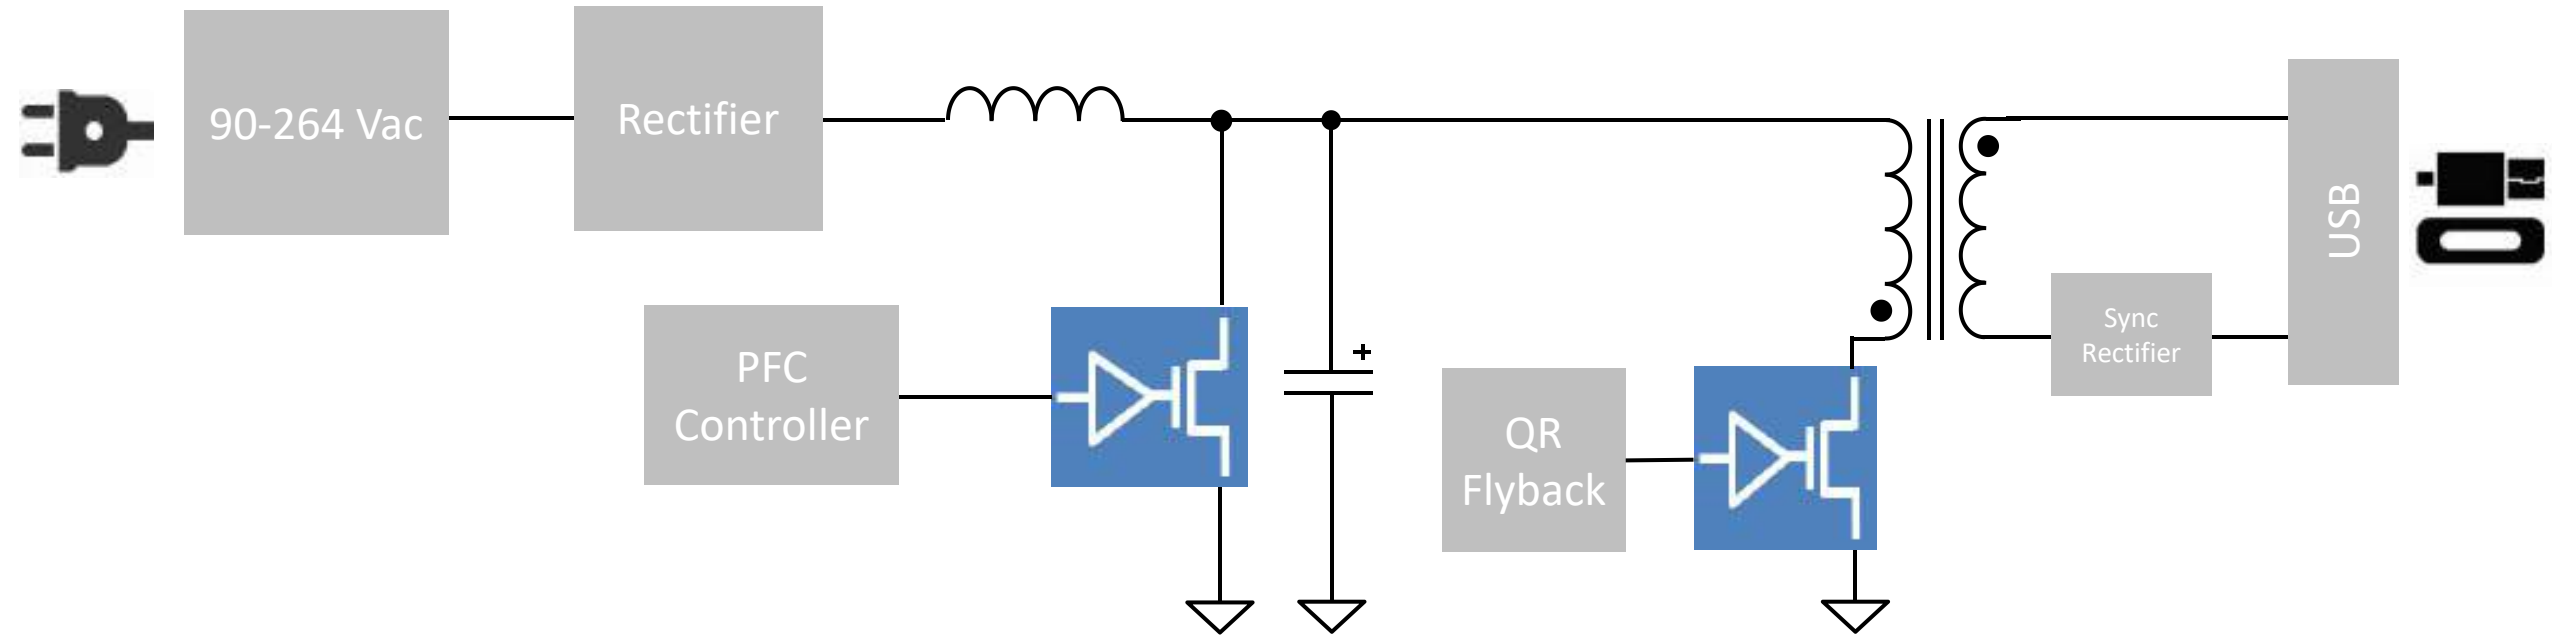 90-264 Vac
Rectifier
PFC
Controller
+
QR
Flyback
Sync
Rectifier
USB